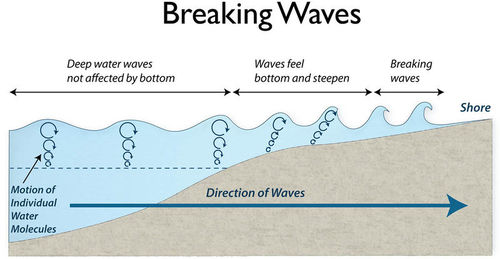 Breaking Waves
Deep water waves
not affected by bottom
Waves feel
bottom and steepen
Breaking
waves
Shore
Motion of
Individual
Water
Molecules
Direction of Waves